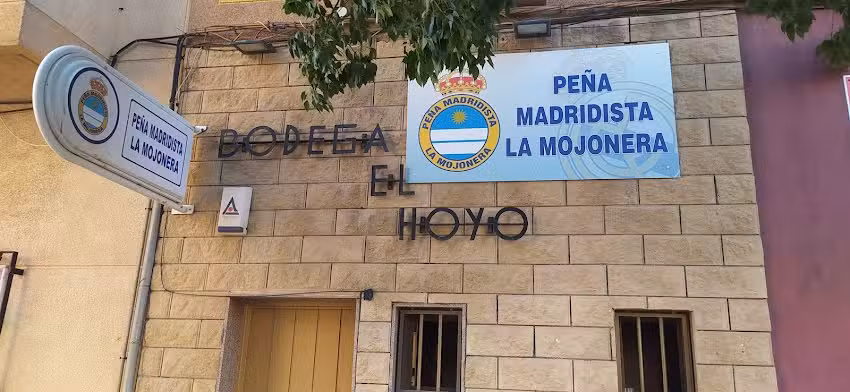 PEÑA MADRIDISTA
LA MOJONERA
BODEGA
EL
HOYO
PEÑA MADRIDISTA
LA MOJONERA
PEÑA
MADRIDISTA
LA MOJONERA